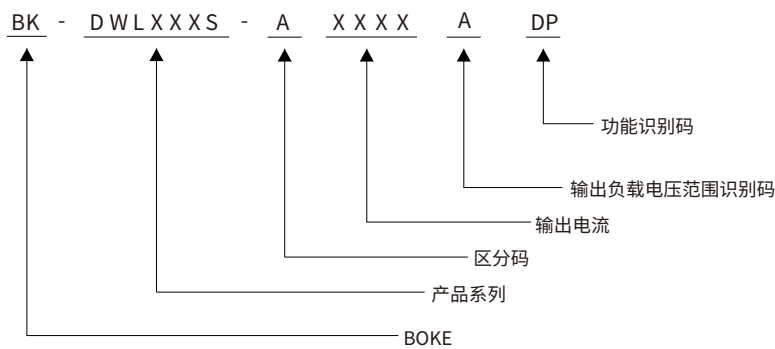 BK - DWLXXXS - A XXXX A DP
功能识别码
输出负载电压范围识别码
输出电流
区分码
产品系列
BOKE